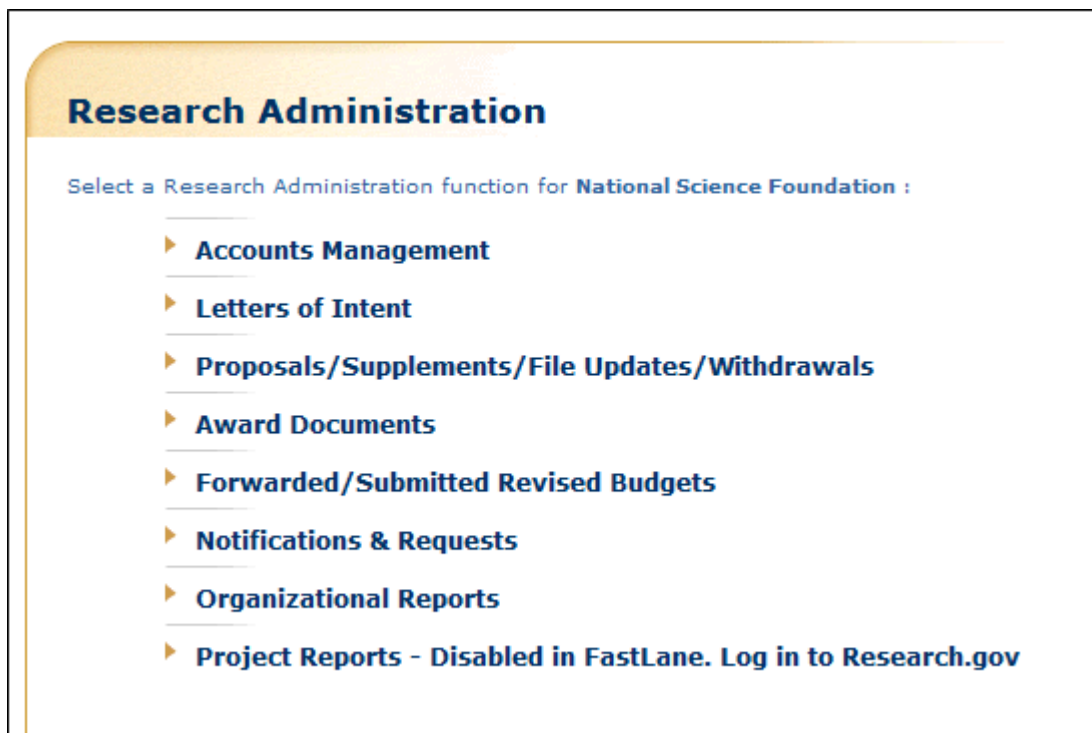 Research Administration
Select a Research Administration function for National Science Foundation :
Accounts Management
Letters of Intent
Proposals/Supplements/File Updates/Withdrawals
Award Documents
Forwarded/Submitted Revised Budgets
Notifications & Requests
Organizational Reports
Project Reports - Disabled in FastLane. Log in to Research.gov